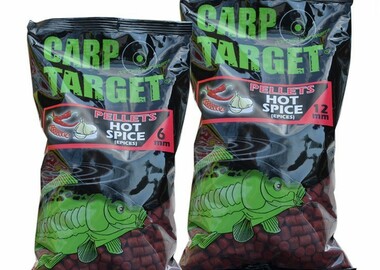 CARP
TARGET
PELLETS
HOT
SPICE
(EPICES)
6
mm
CARP
TARGET
PELLETS
HOT
SPICE
(EPICES)
12
mm